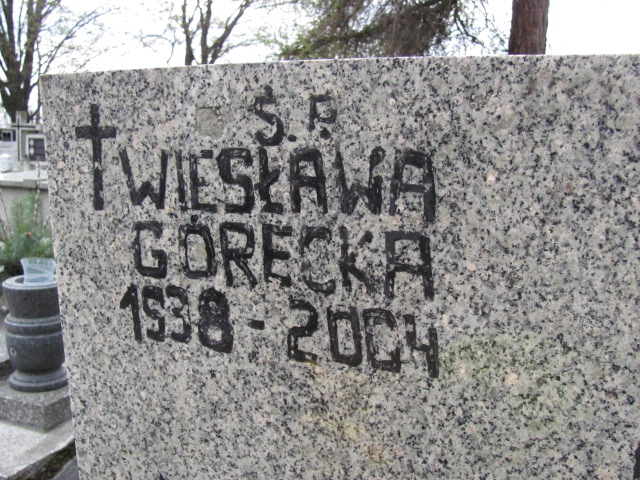 Ś.P.
WIESŁAWA
GÓRECKA
1938-2004